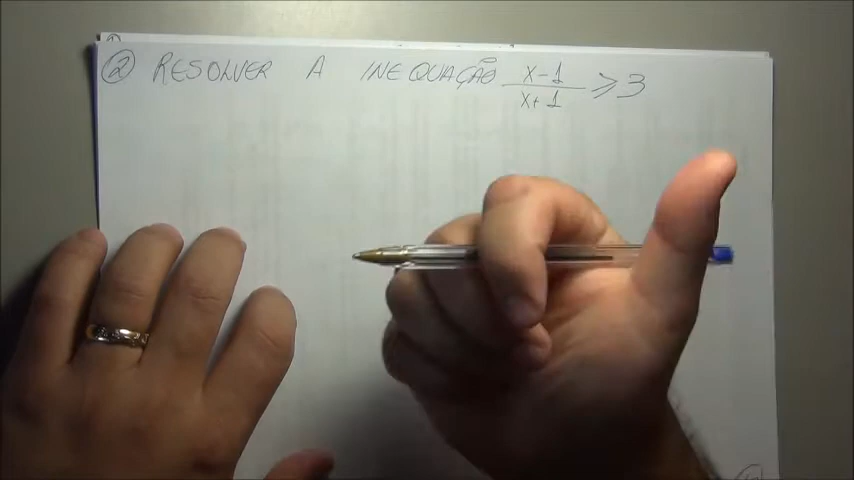 ② RESOLVER A INEQUAÇÃO x-1/x+1 ≥ 3